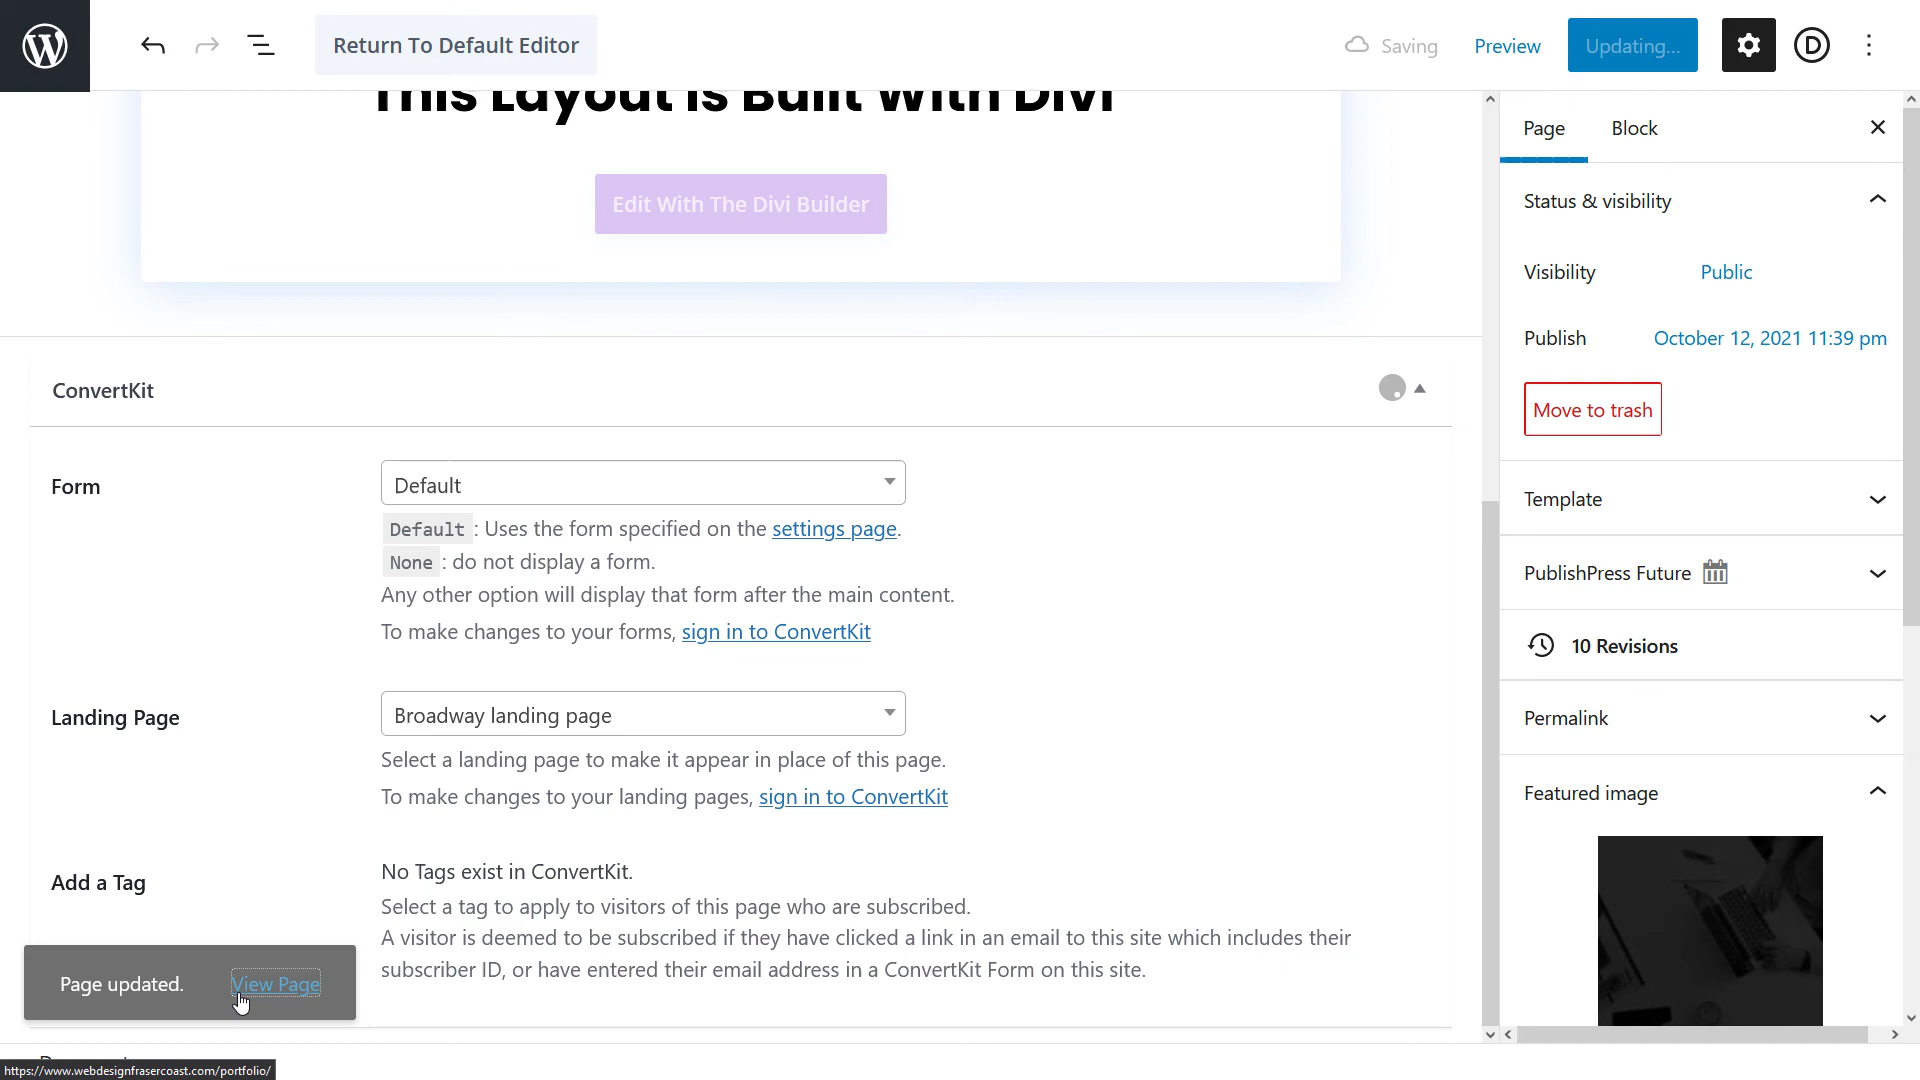 Return To Default Editor
Saving
Preview
Updating...
This Layout Is Built With Divi
Edit With The Divi Builder
ConvertKit
Form
Default
Default : Uses the form specified on the settings page.
None : do not display a form.
Any other option will display that form after the main content.
To make changes to your forms, sign in to ConvertKit
Landing Page
Broadway landing page
Select a landing page to make it appear in place of this page.
To make changes to your landing pages, sign in to ConvertKit
Add a Tag
No Tags exist in ConvertKit.
Select a tag to apply to visitors of this page who are subscribed.
A visitor is deemed to be subscribed if they have clicked a link in an email to this site which includes their
subscriber ID, or have entered their email address in a ConvertKit Form on this site.
Page updated. View Page
https://www.webdesignfrasercoast.com/portfolio/
Page
Block
Status & visibility
Visibility Public
Publish October 12, 2021 11:39 pm
Move to trash
Template
PublishPress Future
10 Revisions
Permalink
Featured image